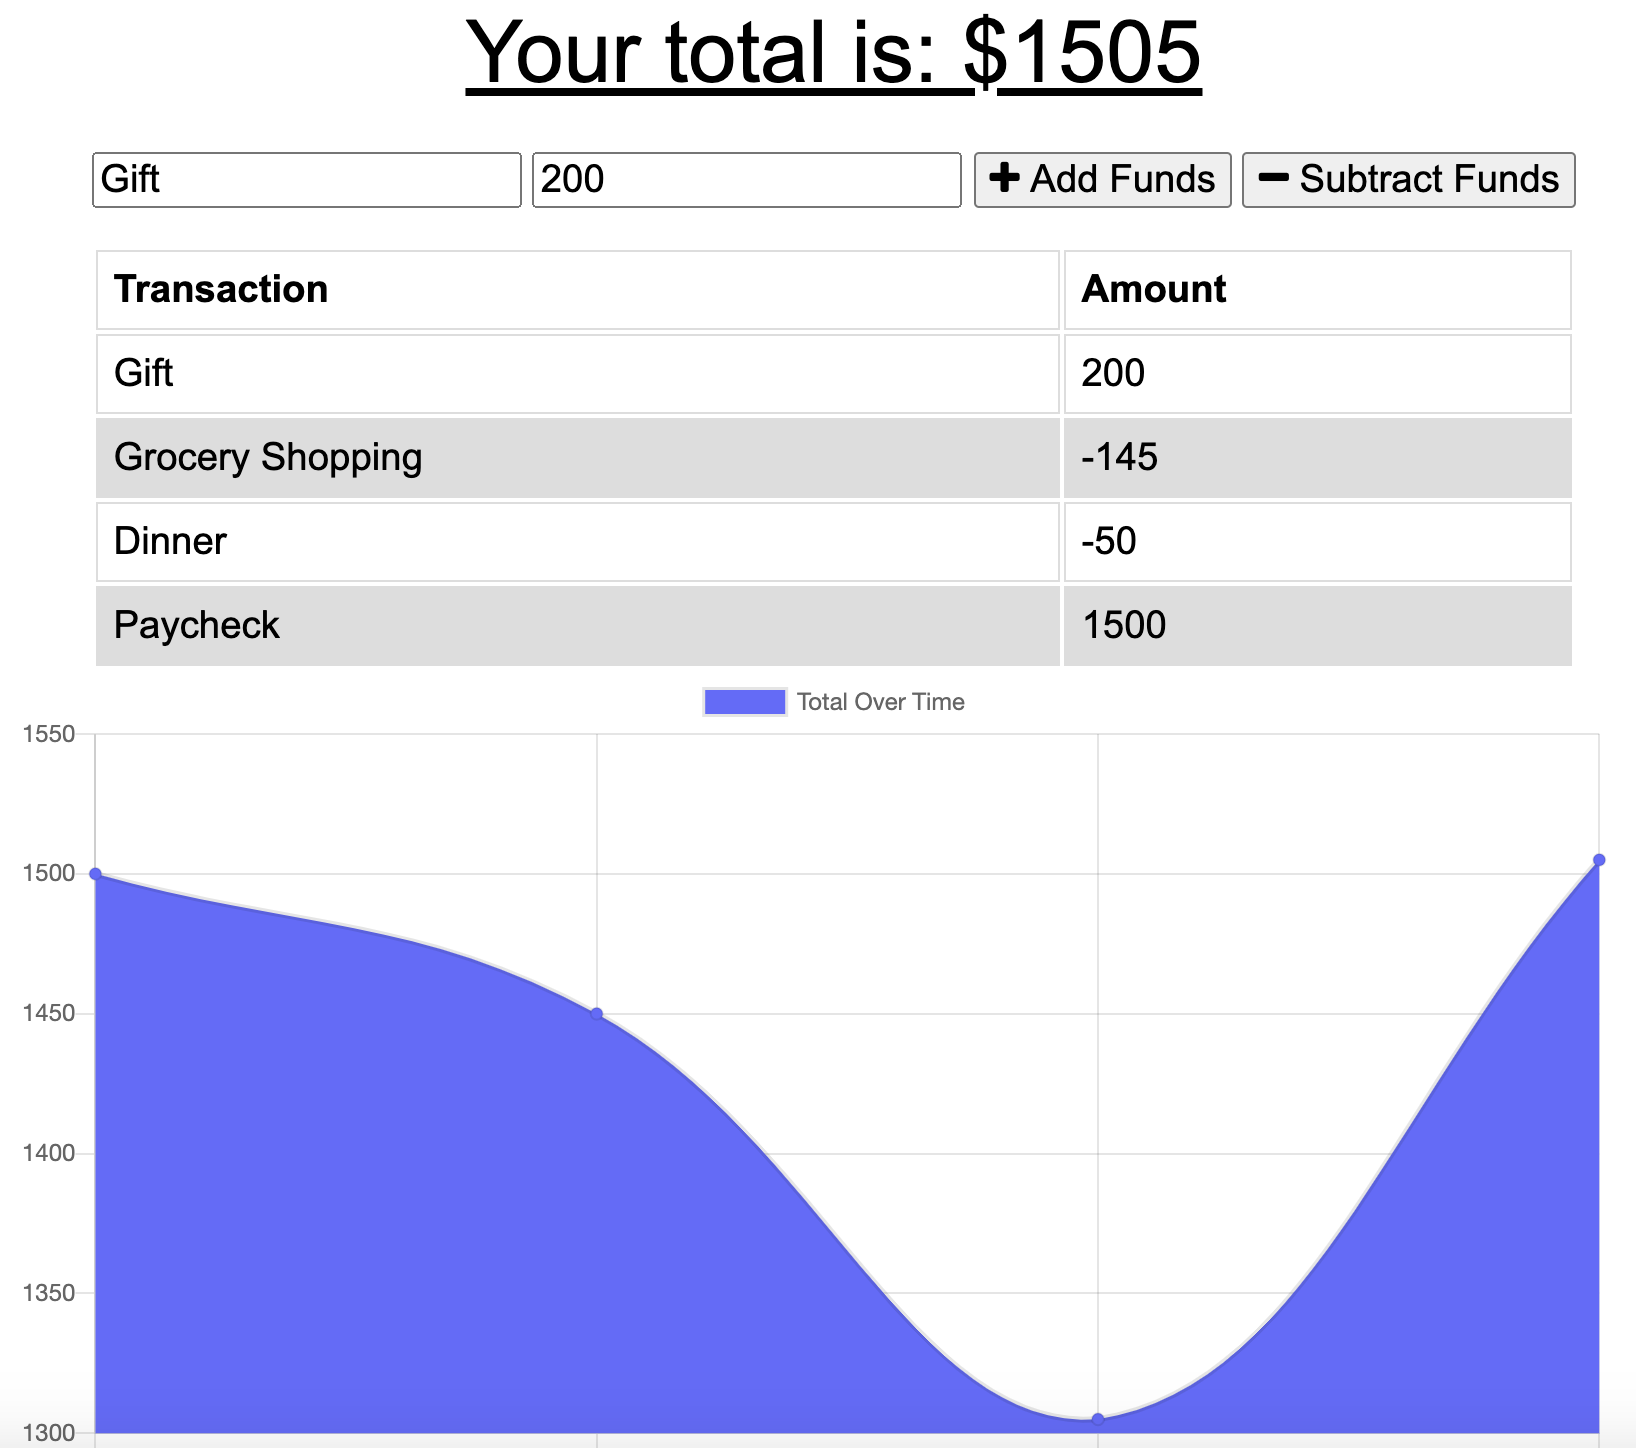 Your total is: $1505
Gift 200 Add Funds Subtract Funds
Transaction Amount
Gift 200
Grocery Shopping -145
Dinner -50
Paycheck 1500
Total Over Time
1550
1500
1450
1400
1350
1300